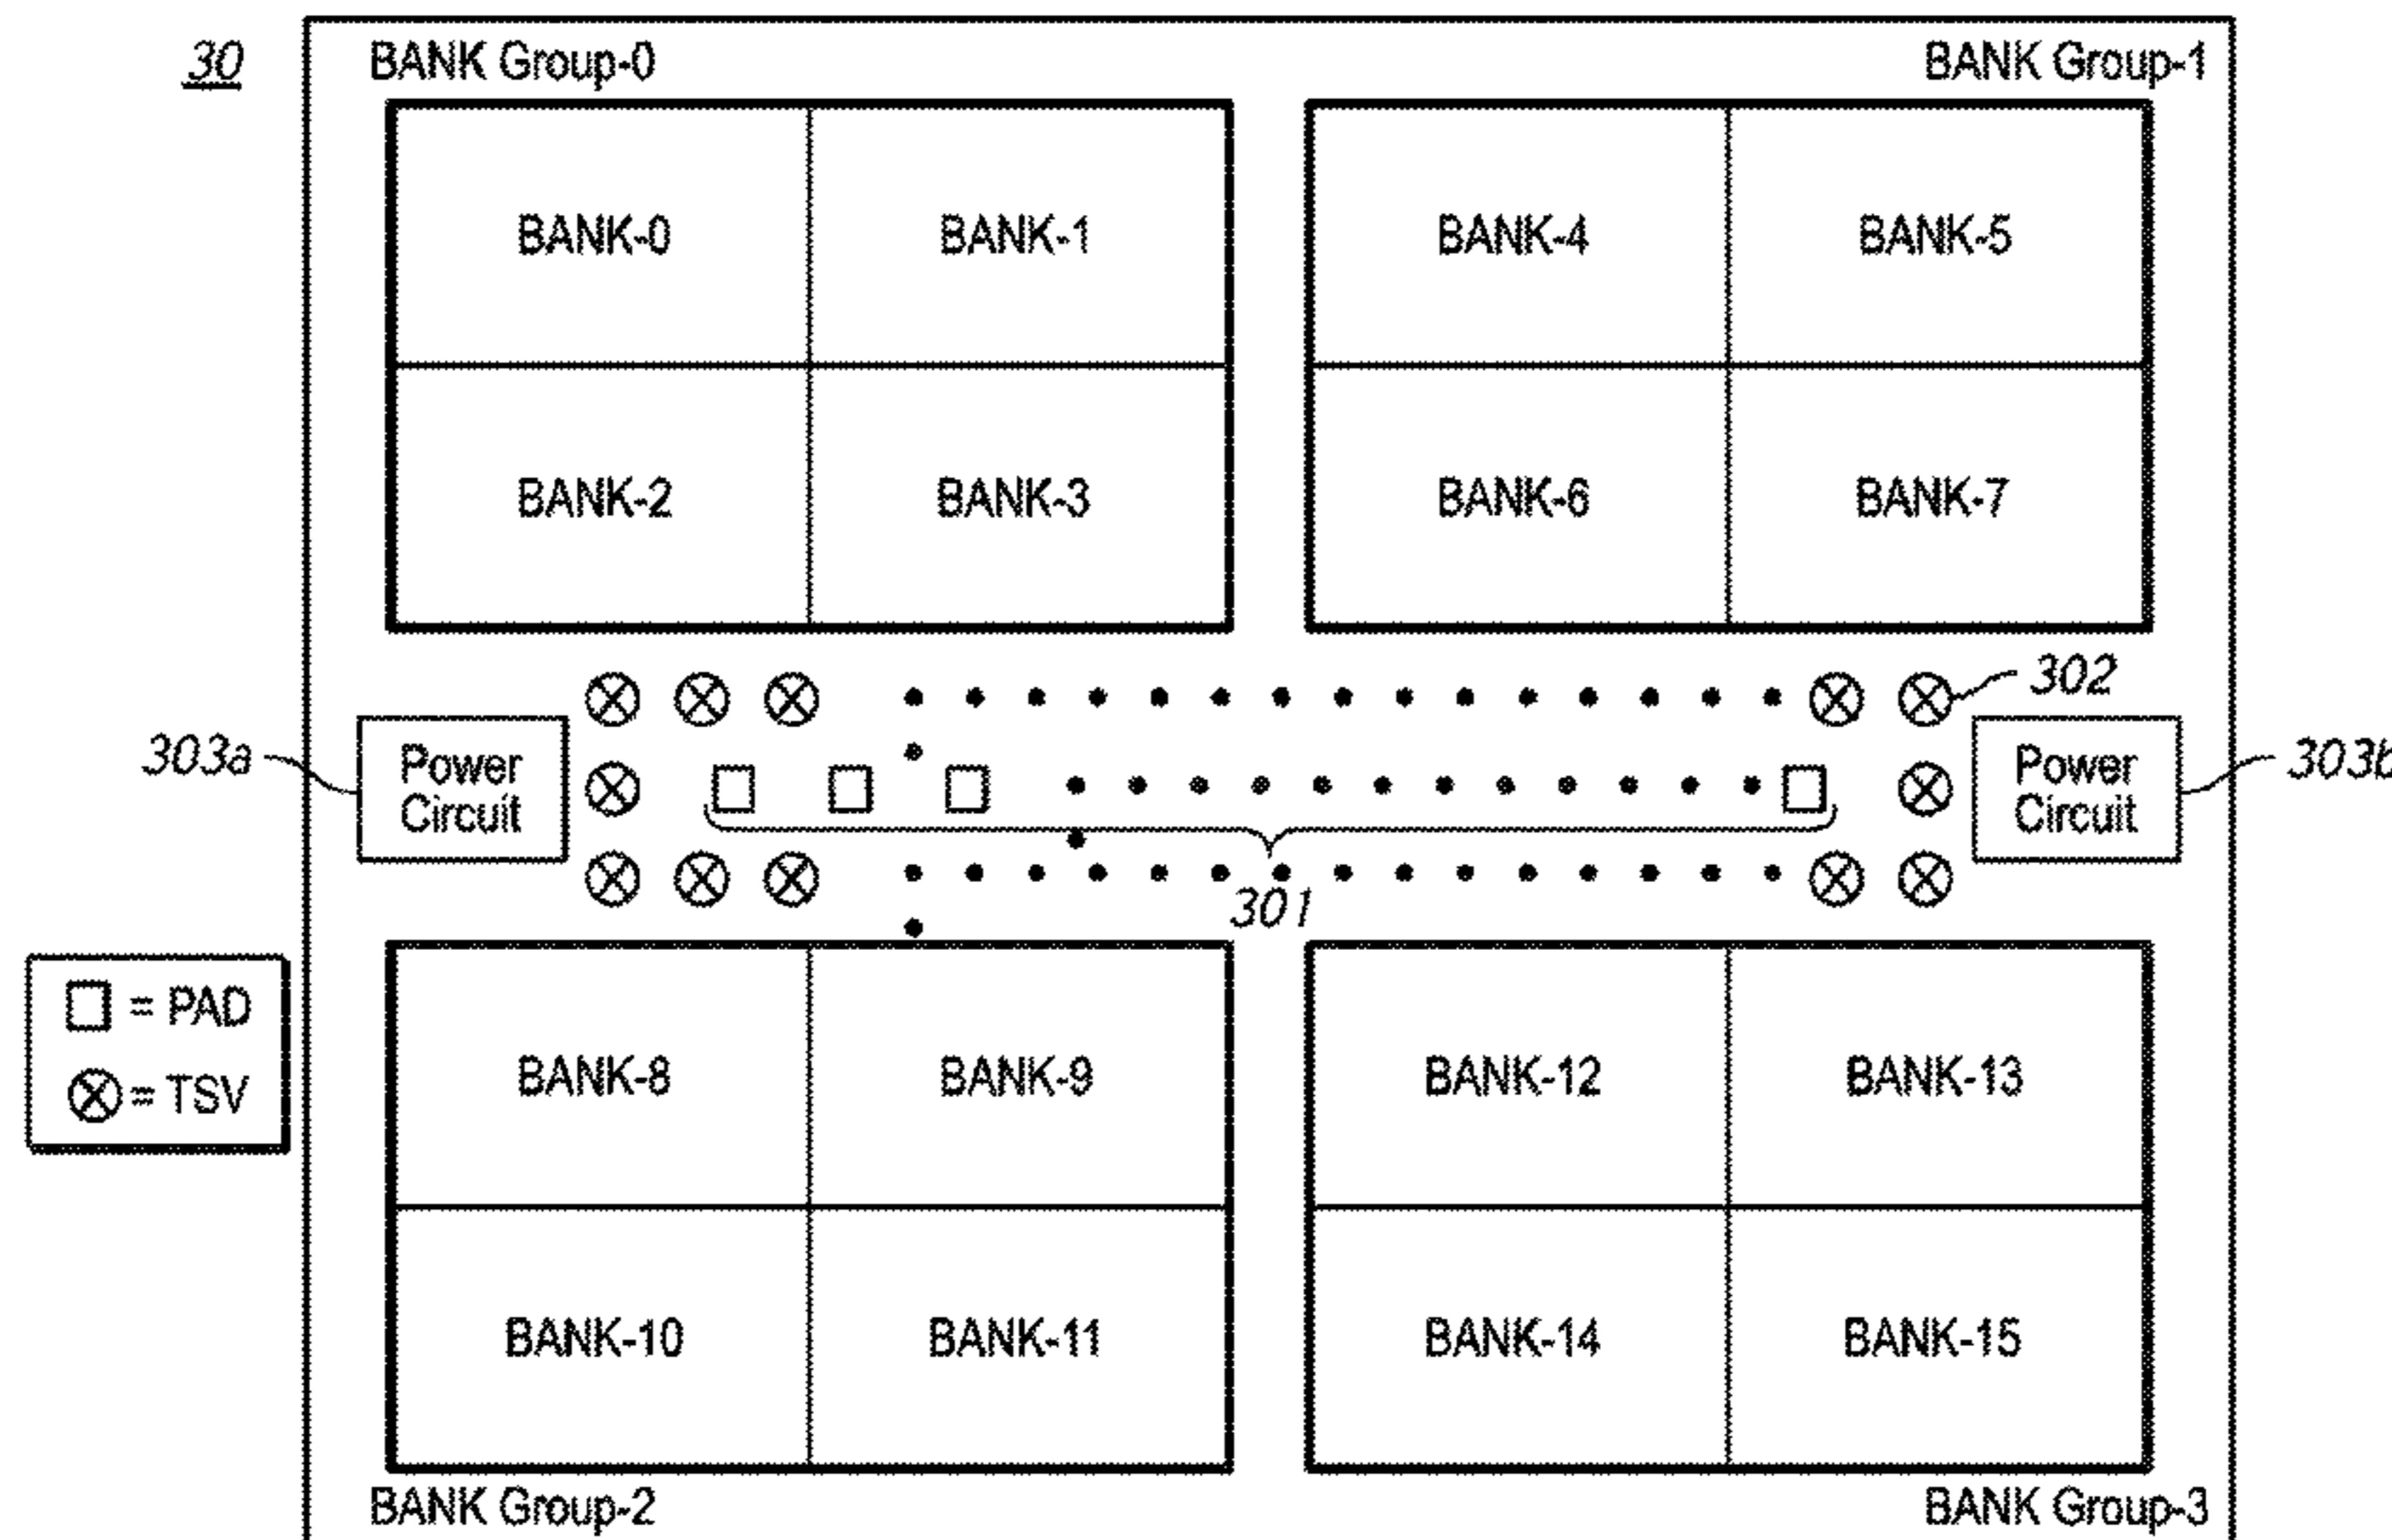 30
BANK Group-0
BANK Group-1
BANK-0
BANK-1
BANK-4
BANK-5
BANK-2
BANK-3
BANK-6
BANK-7
302
303a
Power
Circuit
Power
Circuit
303b
301
= PAD
= TSV
BANK-8
BANK-9
BANK-12
BANK-13
BANK-10
BANK-11
BANK-14
BANK-15
BANK Group-2
BANK Group-3